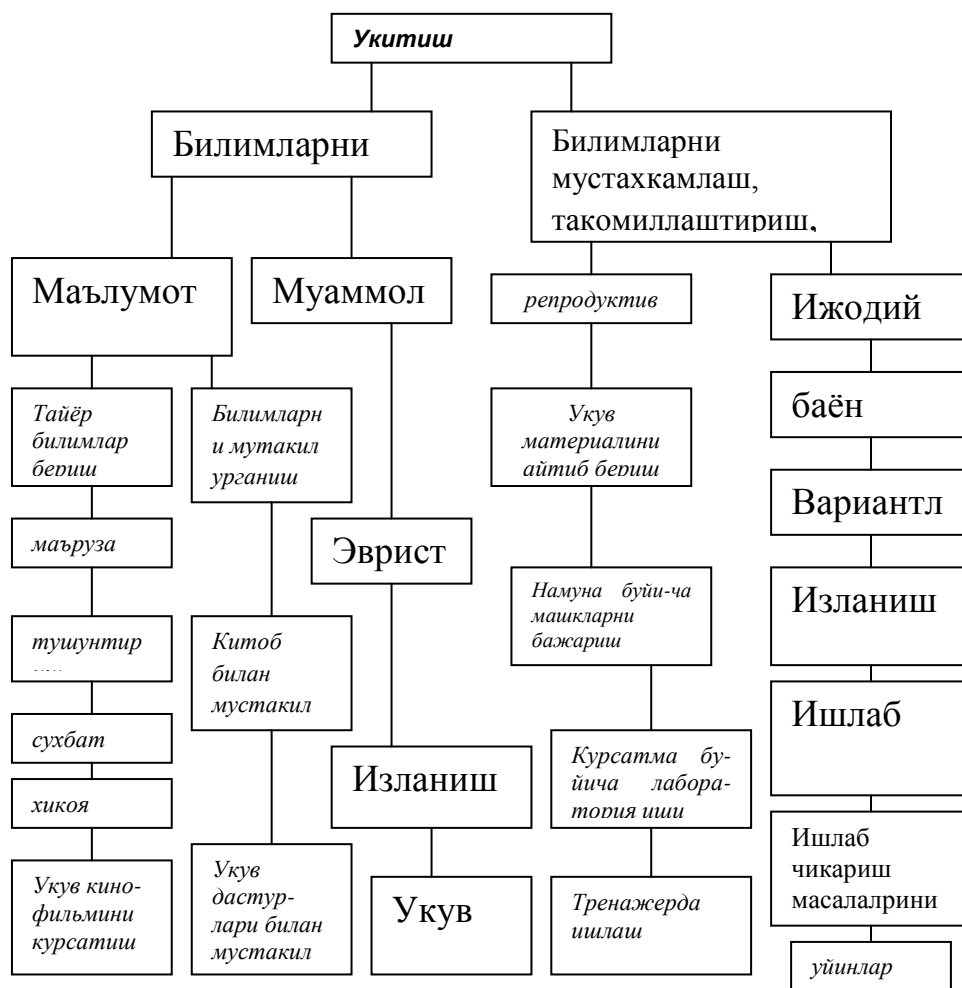 Укитиш
Билимларни
Билимларни
мустахкамлаш,
такомиллаштириш,
Маълумот
Муаммол
репродуктив
Ижодий
Тайёр
билимлар
бериш
Билимларн
и мутакил
урганиш
Укув
материалини
айтиб бериш
баён
Вариантл
маъруза
Эврист
Намуна буйи-ча
машкларни
бажариш
Изланиш
тушунтир
Китоб
билан
мустакил
Ишлаб
сухбат
Изланиш
Курсатма бу-
йича лабора-
тория иши
хикоя
Ишлаб
чикариш
масалалрини
Укув кино-
фильмини
курсатиш
Укув
дастур-
лари билан
мустакил
Укув
Тренажерда
ишлаш
уйинлар